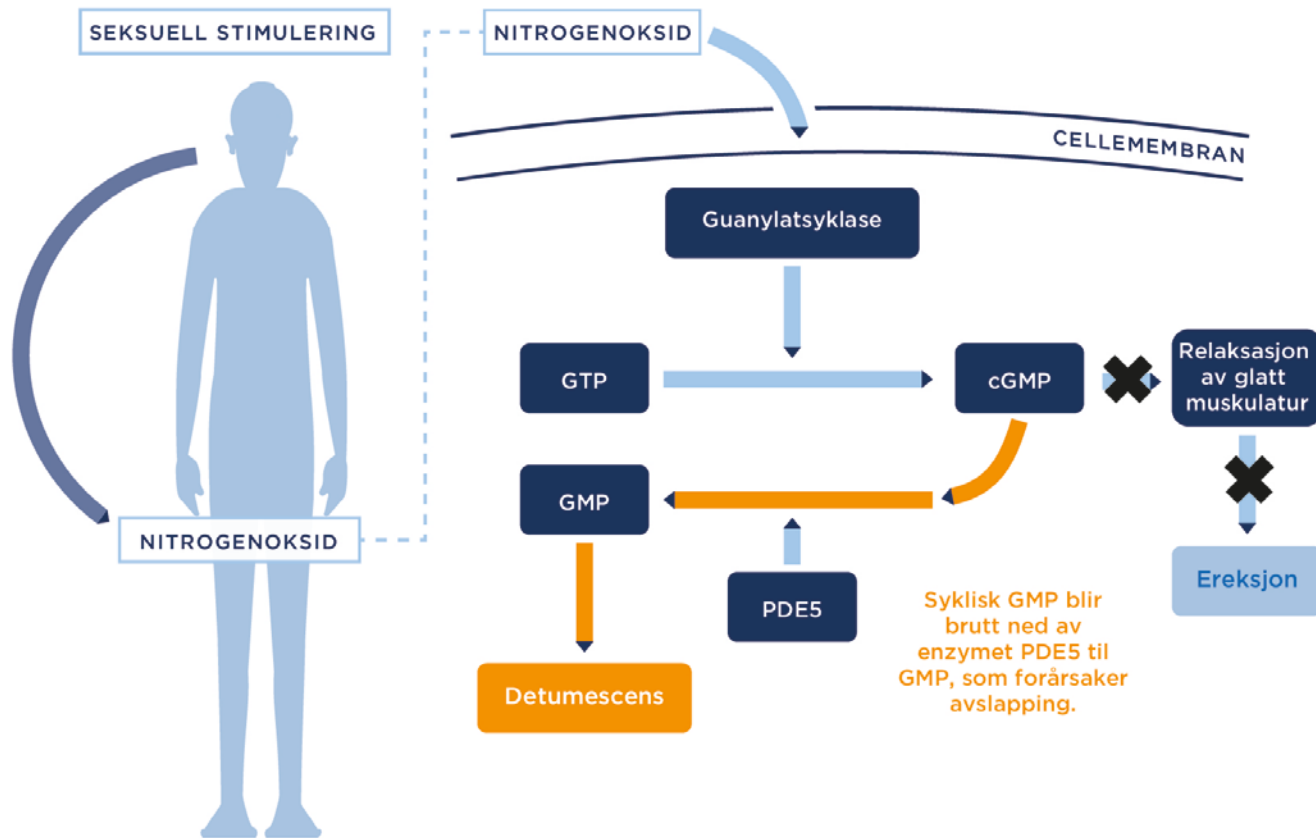 SEKSUELL STIMULERING
NITROGENOKSID
NITROGENOKSID
CELLEMEMBRAN
Guanylatsyklase
GTP
cGMP
Relaksasjon
av glatt
muskulatur
GMP
PDE5
Ereksjon
Detumescens
Syklisk GMP blir
brutt ned av
enzymet PDE5 til
GMP, som forårsaker
avslapping.